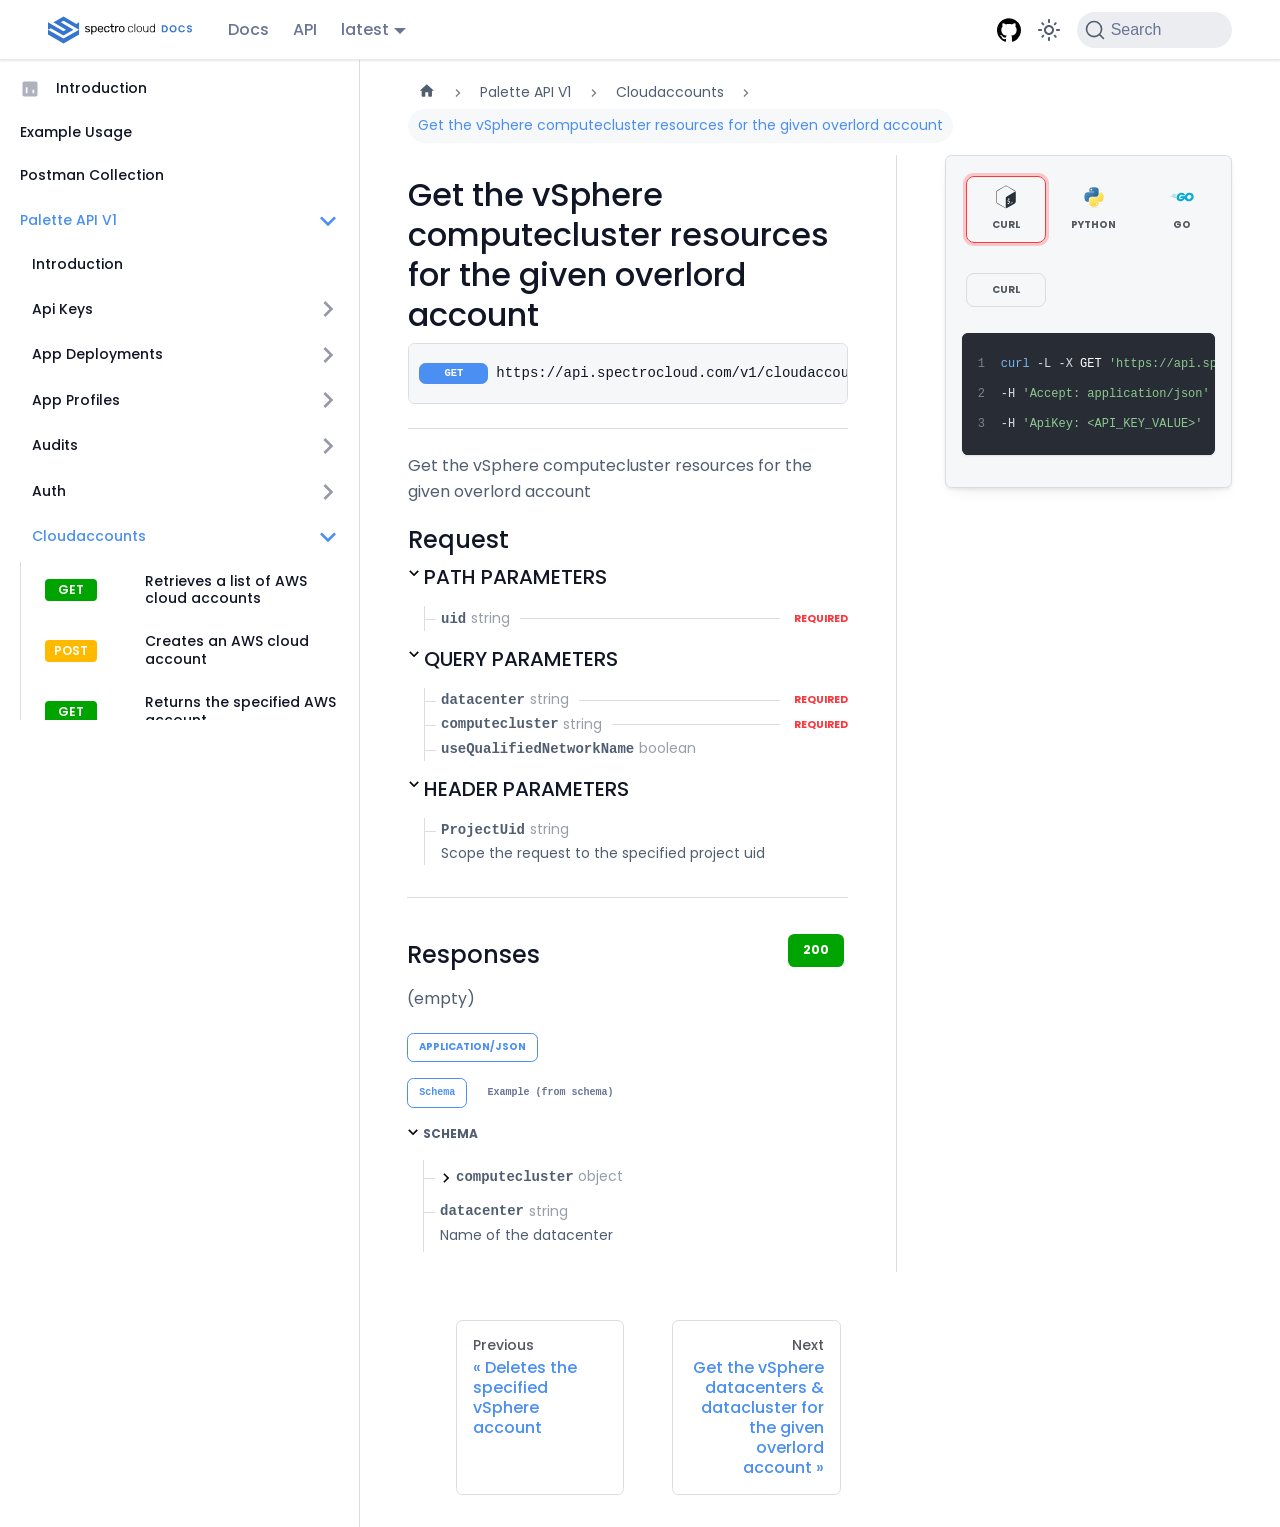 spectro cloud DOCS
Docs
API
latest
Search
Introduction
Example Usage
Postman Collection
Palette API V1
Introduction
Api Keys
App Deployments
App Profiles
Audits
Auth
Cloudaccounts
GET Retrieves a list of AWS
cloud accounts
POST Creates an AWS cloud
account
GET Returns the specified AWS
account
Palette API V1
Cloudaccounts
Get the vSphere computecluster resources for the given overlord account
Get the vSphere
computecluster resources
for the given overlord
account
GET https://api.spectrocloud.com/v1/cloudaccou
Get the vSphere computecluster resources for the
given overlord account
Request
PATH PARAMETERS
uid string REQUIRED
QUERY PARAMETERS
datacenter string REQUIRED
computecluster string REQUIRED
useQualifiedNetworkName boolean
HEADER PARAMETERS
ProjectUid string
Scope the request to the specified project uid
Responses
200
(empty)
APPLICATION/JSON
Schema
Example (from schema)
SCHEMA
computecluster object
datacenter string
Name of the datacenter
CURL
PYTHON
GO
CURL
1 curl -L -X GET 'https://api.sp
2 -H 'Accept: application/json'
3 -H 'ApiKey: <API_KEY_VALUE>'
Previous
« Deletes the
specified
vSphere
account
Next
Get the vSphere
datacenters &
datacluster for
the given
overlord
account »